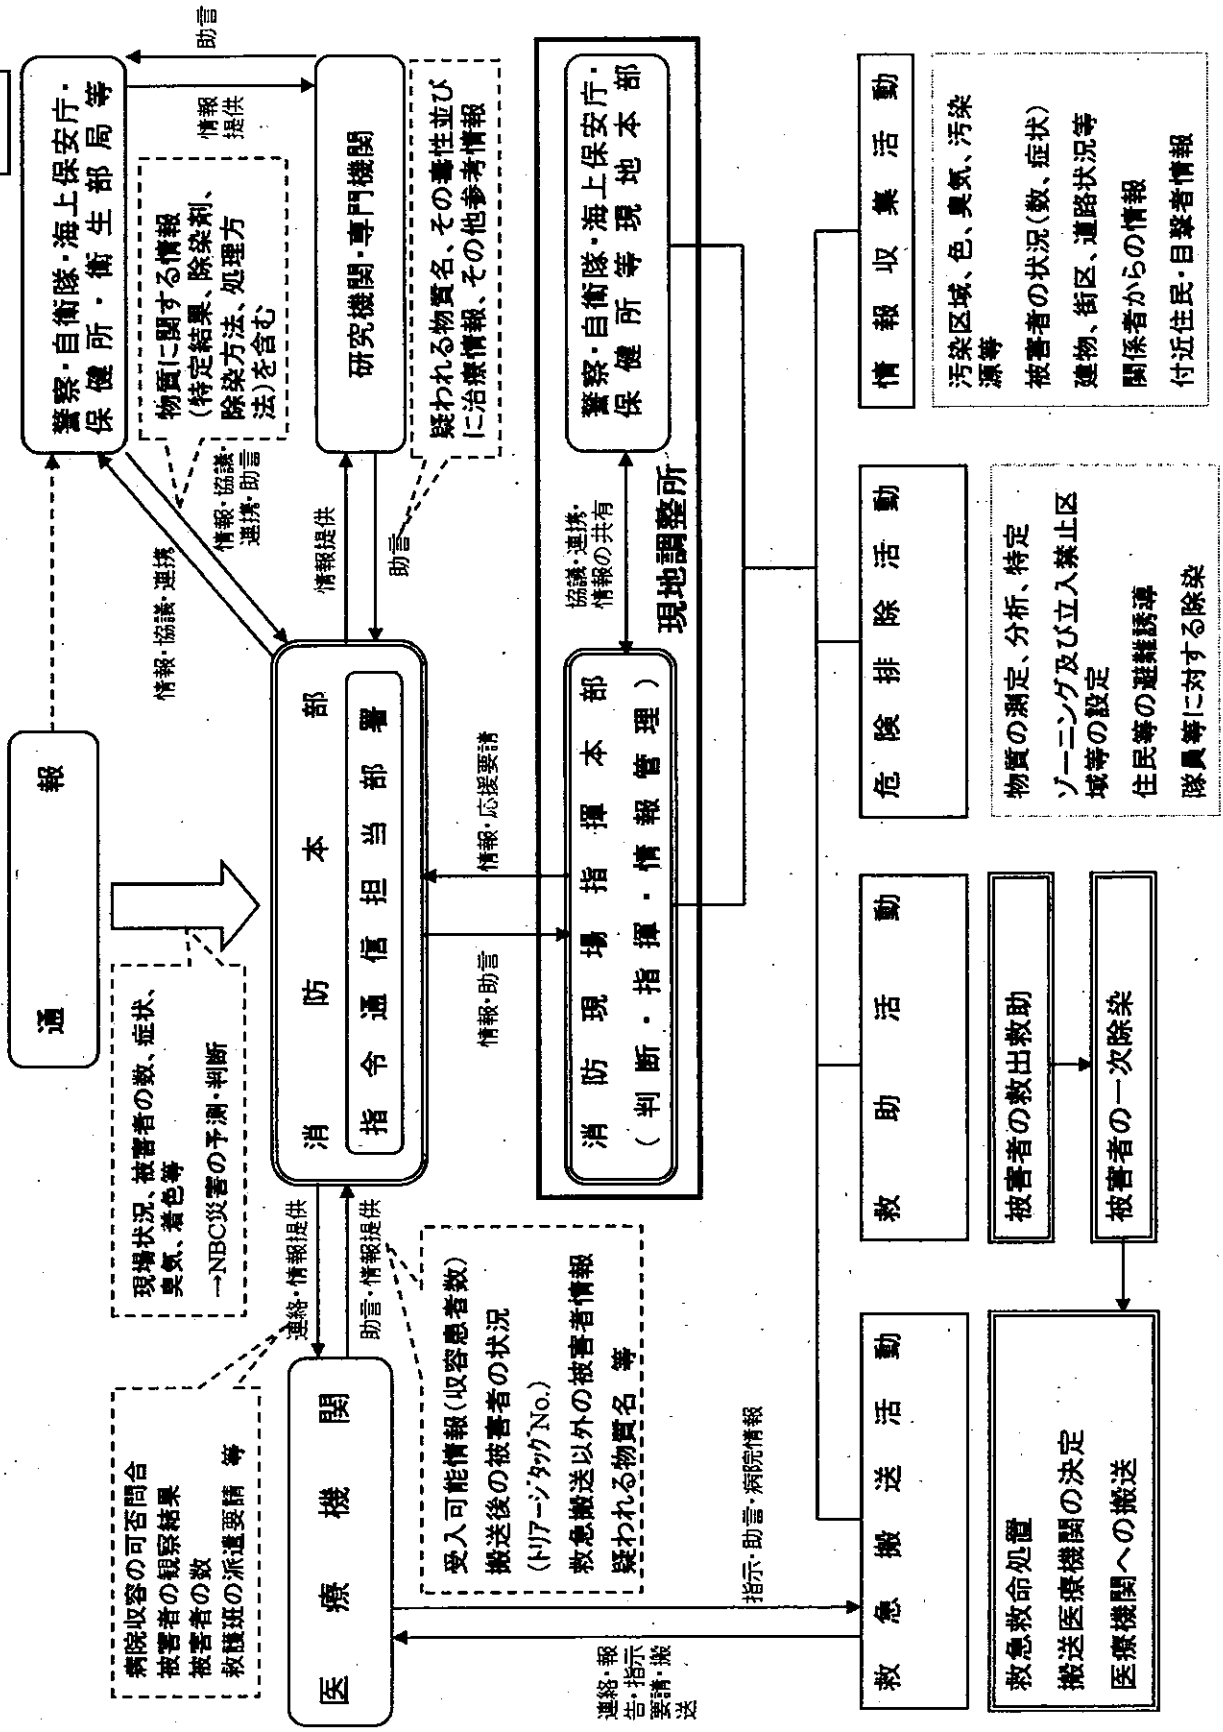 通報
現場状況、被害者の数、症状、
臭気、着色等
→NBC災害の予測・判断
警察・自衛隊・海上保安庁・
保健所・衛生部局等
助言
情報
提供
物質に関する情報
(特定結果、除染剤、
除染方法、処理方
法)を含む
情報・協議・連携
情報・協議・
連携・助言
研究機関・専門機関
情報提供
助言
疑われる物質名、その毒性並び
に治療情報、その他参考情報
消防本部
指令通信担当部署
病院収容の可否問合
被害者の観察結果
被害者の数
救護班の派遣要請 等
連絡・情報提供
助言・情報提供
医療機関
受入可能情報(収容患者数)
搬送後の被害者の状況
(トリアージタッグNo.)
救急搬送以外の被害者情報
疑われる物質名 等
情報・助言
情報・応援要請
消防現場指揮本部
(判断・指揮・情報管理)
協議・連携・
情報の共有
現地調整所
警察・自衛隊・海上保安庁・
保健所等現地本部
連絡・報
告・指示
要請・搬
送
指示・助言・病院情報
救急搬送活動
救急救命処置
搬送医療機関の決定
医療機関への搬送
救助活動
被害者の救出救助
被害者の一次除染
危険排除活動
物質の測定、分析、特定
ゾーニング及び立入禁止区
域等の設定
住民等の避難誘導
隊員等に対する除染
情報収集活動
汚染区域、色、臭気、汚染
源等
被害者の状況(数、症状)
建物、街区、道路状況等
関係者からの情報
付近住民・目撃者情報